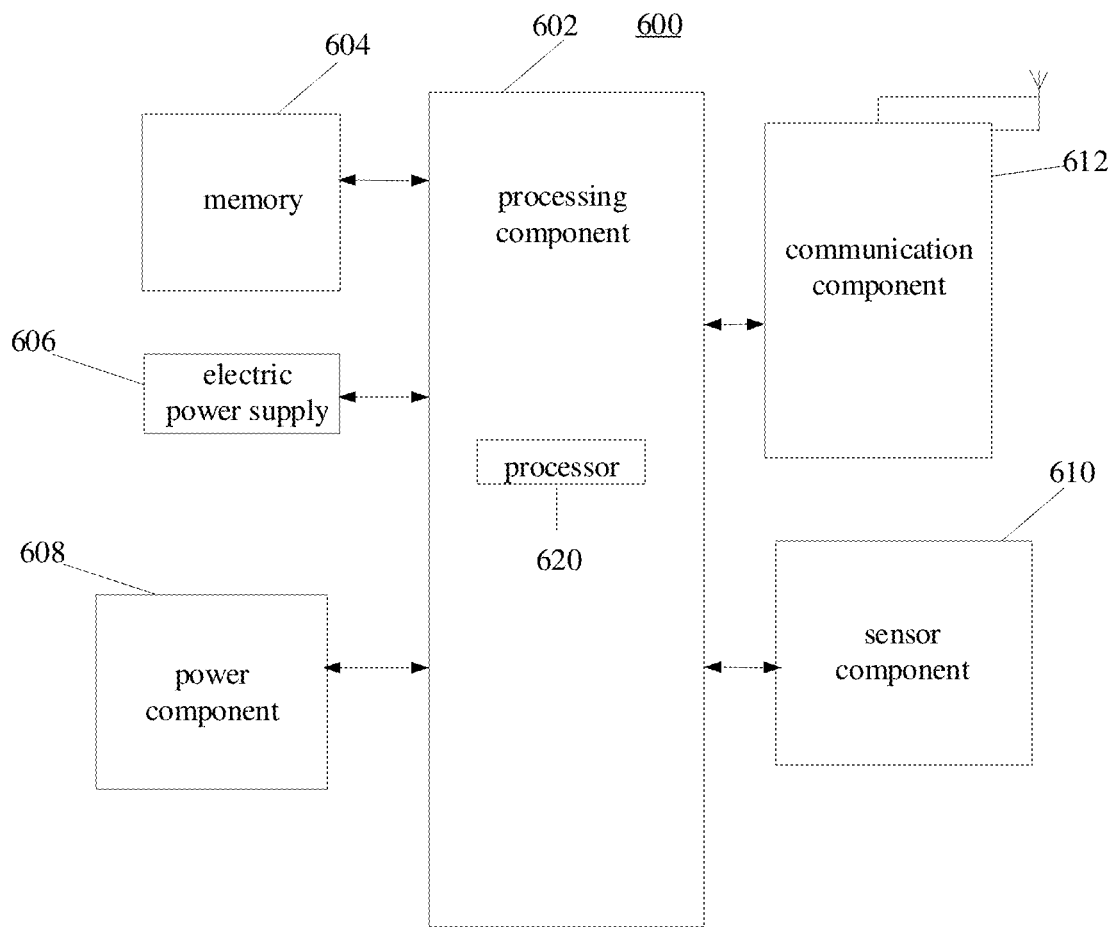 602
600
604
612
memory
processing
component
communication
component
606
electric
power supply
processor
610
620
608
sensor
component
power
component